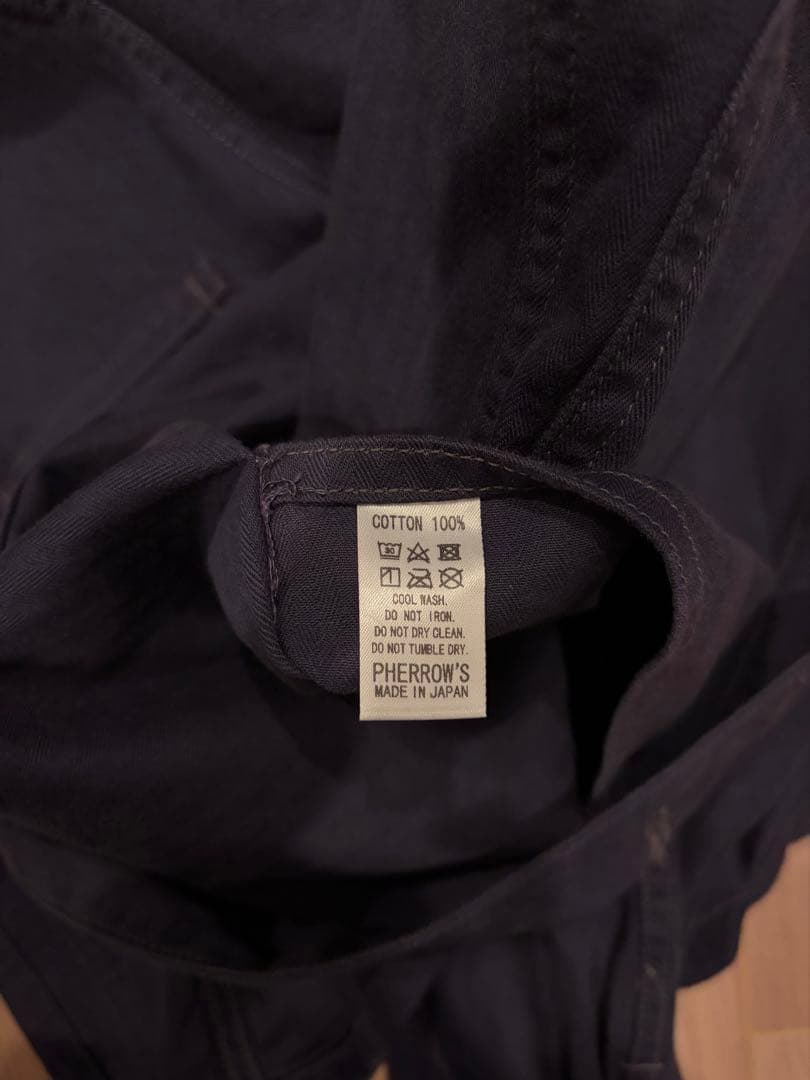 COTTON 100%
30
COOL WASH.
DO NOT IRON.
DO NOT DRY CLEAN.
DO NOT TUMBLE DRY.
PHERROW'S
MADE IN JAPAN